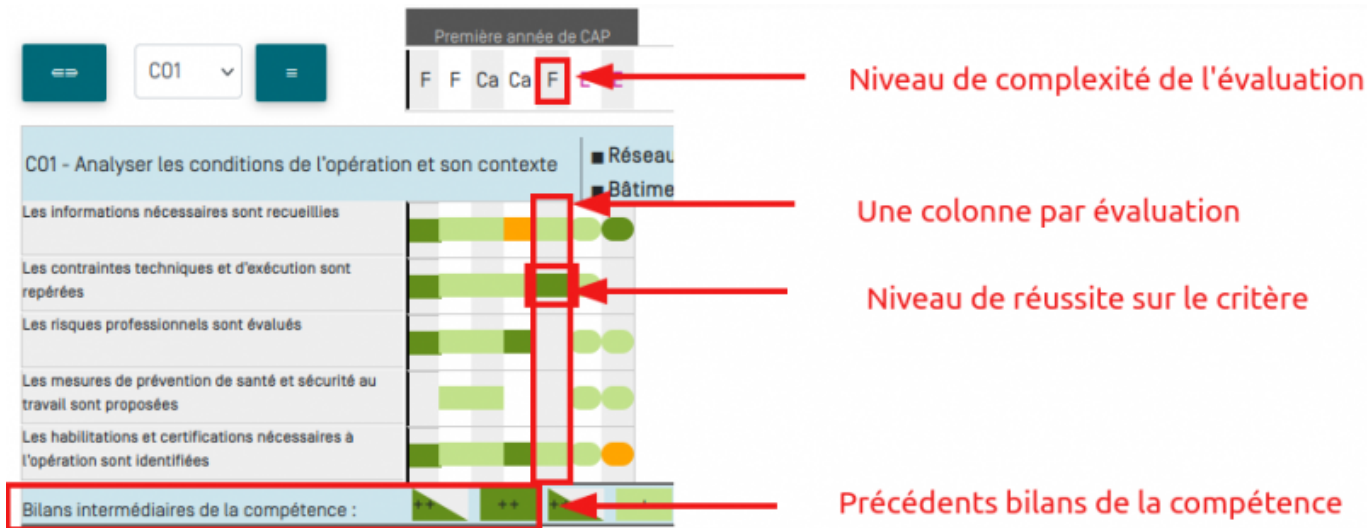 Première année de CAP
C01
F F Ca Ca F E E
Niveau de complexité de l'évaluation
C01 - Analyser les conditions de l'opération et son contexte
■ Réseau
■ Bâtime
Les informations nécessaires sont recueillies
Une colonne par évaluation
Les contraintes techniques et d'exécution sont
repérées
Niveau de réussite sur le critère
Les risques professionnels sont évalués
Les mesures de prévention de santé et sécurité au
travail sont proposées
Les habilitations et certifications nécessaires à
l'opération sont identifiées
Bilans intermédiaires de la compétence :
++ ++ ++
Précédents bilans de la compétence